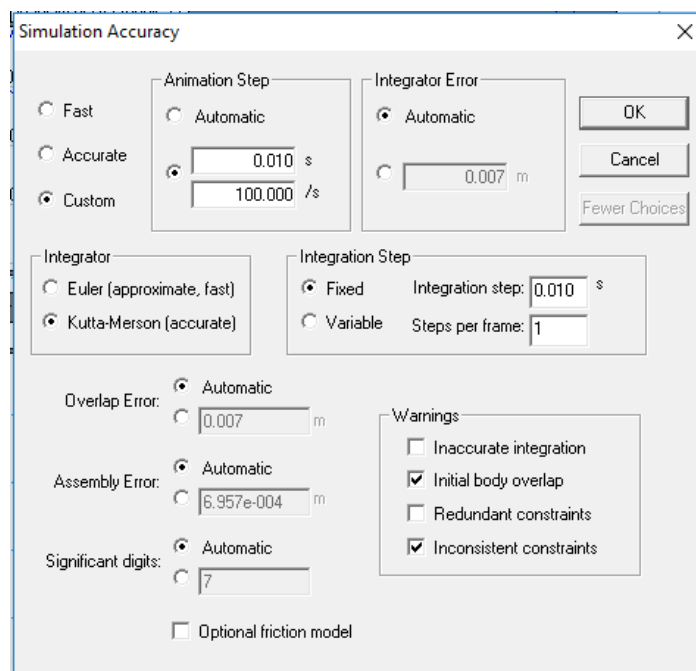 Simulation Accuracy
Fast
Accurate
Custom
Animation Step
Automatic
0.010 s
100.000 /s
Integrator Error
Automatic
0.007 m
OK
Cancel
Fewer Choices
Integrator
Euler (approximate, fast)
Kutta-Merson (accurate)
Integration Step
Fixed
Variable
Integration step: 0.010 s
Steps per frame: 1
Overlap Error:
Automatic
0.007 m
Assembly Error:
Automatic
6.957e-004 m
Significant digits:
Automatic
7
Optional friction model
Warnings
Inaccurate integration
Initial body overlap
Redundant constraints
Inconsistent constraints